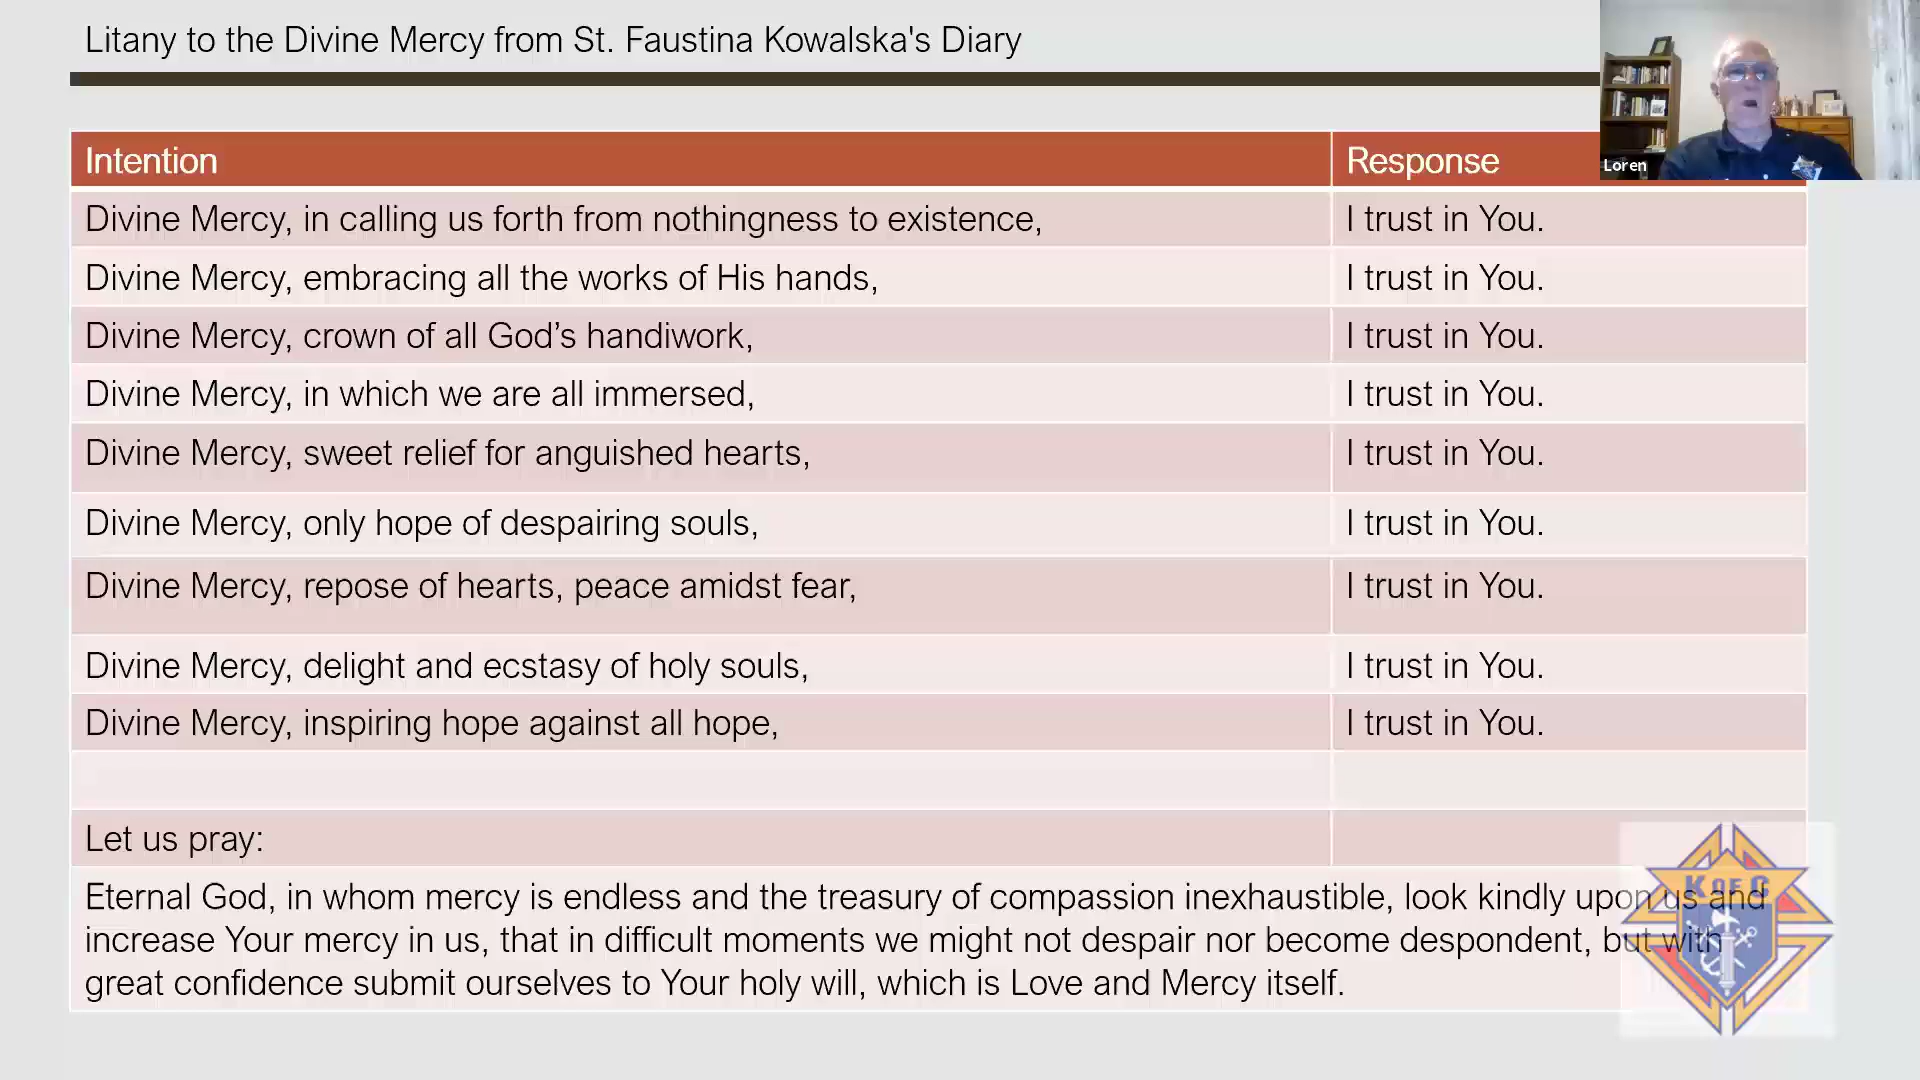 Litany to the Divine Mercy from St. Faustina Kowalska's Diary
Loren
Intention Response
Divine Mercy, in calling us forth from nothingness to existence, I trust in You.
Divine Mercy, embracing all the works of His hands, I trust in You.
Divine Mercy, crown of all God’s handiwork, I trust in You.
Divine Mercy, in which we are all immersed, I trust in You.
Divine Mercy, sweet relief for anguished hearts, I trust in You.
Divine Mercy, only hope of despairing souls, I trust in You.
Divine Mercy, repose of hearts, peace amidst fear, I trust in You.
Divine Mercy, delight and ecstasy of holy souls, I trust in You.
Divine Mercy, inspiring hope against all hope, I trust in You.
Let us pray:
Eternal God, in whom mercy is endless and the treasury of compassion inexhaustible, look kindly upon us and
increase Your mercy in us, that in difficult moments we might not despair nor become despondent, but with
great confidence submit ourselves to Your holy will, which is Love and Mercy itself.
K OF C